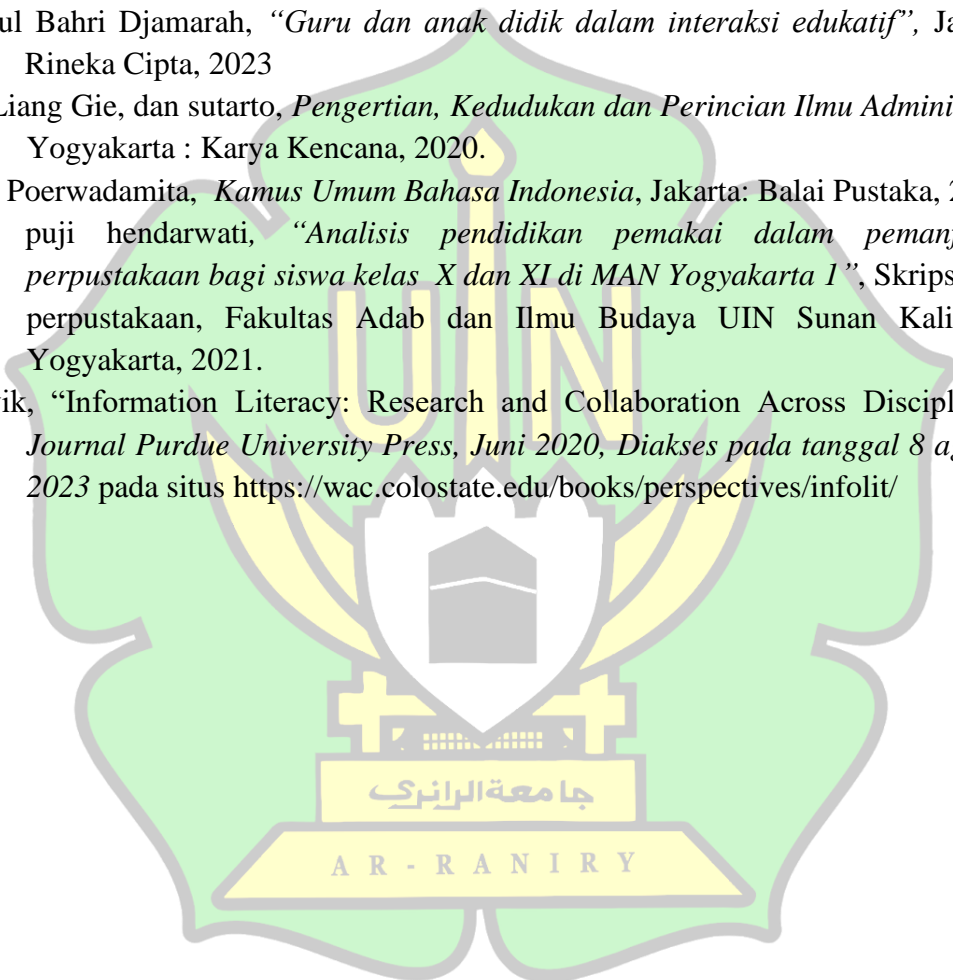 ul Bahri Djamarah, “Guru dan anak didik dalam interaksi edukatif”, Ja
Rineka Cipta, 2023
Liang Gie, dan sutarto, Pengertian, Kedudukan dan Perincian Ilmu Admini
Yogyakarta : Karya Kencana, 2020.
Poerwadamita, Kamus Umum Bahasa Indonesia, Jakarta: Balai Pustaka, 2
puji hendarwati, “Analisis pendidikan pemakai dalam peman
perpustakaan bagi siswa kelas X dan XI di MAN Yogyakarta 1”, Skrips
perpustakaan, Fakultas Adab dan Ilmu Budaya UIN Sunan Kali
Yogyakarta, 2021.
ik, “Information Literacy: Research and Collaboration Across Discipl
Journal Purdue University Press, Juni 2020, Diakses pada tanggal 8 ag
2023 pada situs https://wac.colostate.edu/books/perspectives/infolit/
UIN
جامعة الرانري
AR-RANIRY